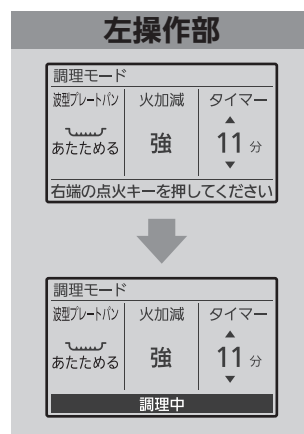 左操作部
調理モード
波型プレートパン 火加減 タイマー
▲
あたためる 強 11分
▼
右端の点火キーを押してください
調理モード
波型プレートパン 火加減 タイマー
▲
あたためる 強 11分
▼
調理中